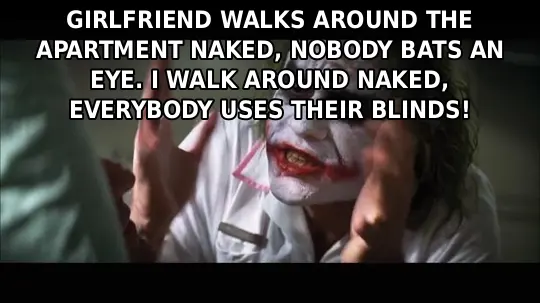 GIRLFRIEND WALKS AROUND THE
APARTMENT NAKED, NOBODY BATS AN
EYE. I WALK AROUND NAKED,
EVERYBODY USES THEIR BLINDS!